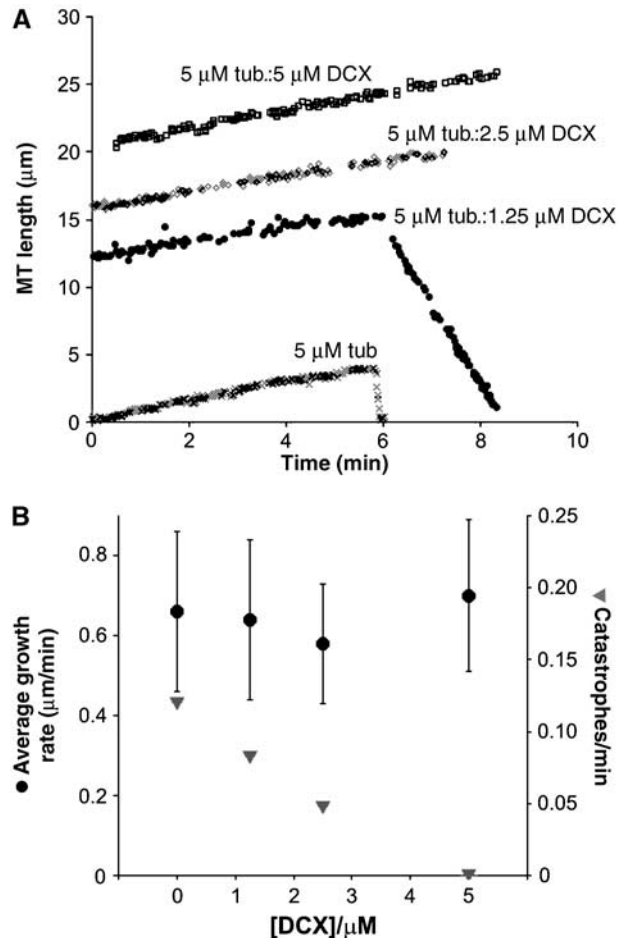 A
MT length (μm)
30
25
20
15
10
5
0
5 μM tub.:5 μM DCX
5 μM tub.:2.5 μM DCX
5 μM tub.:1.25 μM DCX
5 μM tub
0 2 4 6 8 10
Time (min)
B
Average growth
rate (μm/min)
0.8
0.6
0.4
0.2
0
0.25
0.20
0.15
0.10
0.05
0
Catastrophes/min
0 1 2 3 4 5
[DCX]/μM